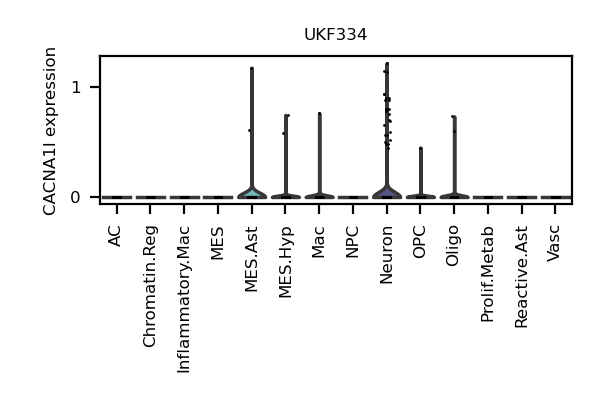 UKF334
CACNA1I expression
1
0
AC
Chromatin.Reg
Inflammatory.Mac
MES
MES.Ast
MES.Hyp
Mac
NPC
Neuron
OPC
Oligo
Prolif.Metab
Reactive.Ast
Vasc